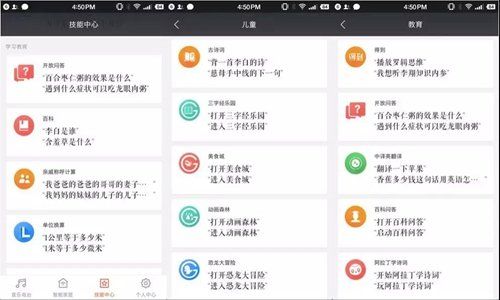 4:50PM
技能中心
学习教育
开放问答
“百合枣仁粥的效果是什么”
“遇到什么症状可以吃龙眼肉粥”
百科
“李白是谁”
“含羞草是什么”
亲戚称呼计算
“我爸爸的爸爸的哥哥的妻子…
“我妈妈的妹妹的儿子的儿子…
单位换算
“1公里等于多少米”
“1米等于多少微米”
音乐电台
智能家居
技能中心
个人中心
4:50PM
儿童
古诗词
“背一首李白的诗”
“慈母手中线的下一句”
三字经乐园
“打开三字经乐园”
“进入三字经乐园”
美食城
“打开美食城”
“进入美食城”
动画森林
“打开动画森林”
“进入动画森林”
恐龙大冒险
“打开恐龙大冒险”
“进入恐龙大冒险”
4:50PM
教育
得到
“播放罗辑思维”
“我想听李翔知识内参”
开放问答
“百合枣仁粥的效果是什么”
“遇到什么症状可以吃龙眼肉粥”
中译英翻译
“翻译一下苹果”
“香蕉多少钱这句话用英语怎…
百科问答
“打开百科问答”
“启动百科问答”
阿拉丁学诗词
“开始阿拉丁学诗词”
“玩阿拉丁学诗词”